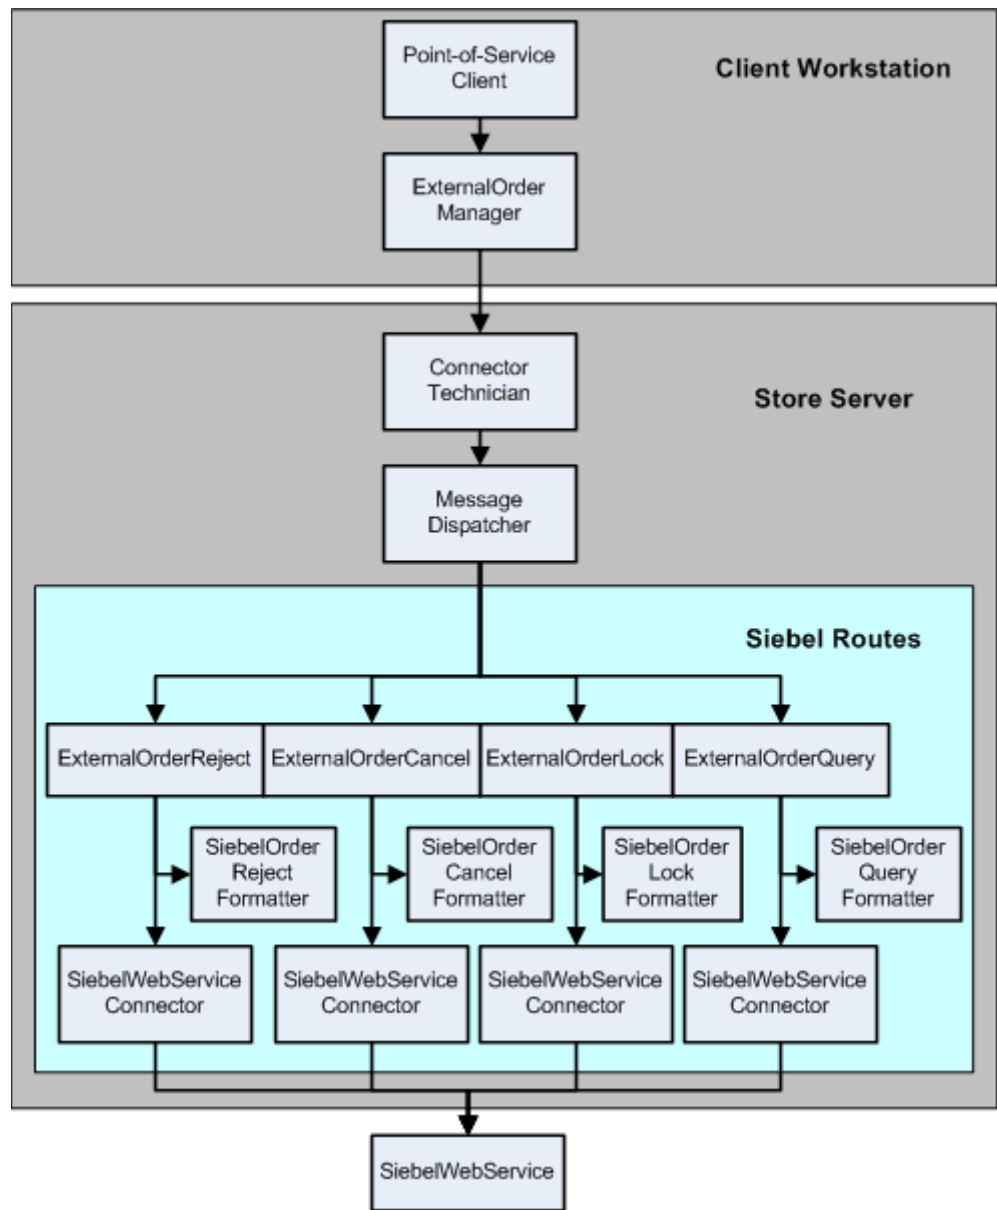 Point-of-Service
Client
Client Workstation
ExternalOrder
Manager
Connector
Technician
Store Server
Message
Dispatcher
Siebel Routes
ExternalOrderReject
ExternalOrderCancel
ExternalOrderLock
ExternalOrderQuery
SiebelOrder
Reject
Formatter
SiebelOrder
Cancel
Formatter
SiebelOrder
Lock
Formatter
SiebelOrder
Query
Formatter
SiebelWebService
Connector
SiebelWebService
Connector
SiebelWebService
Connector
SiebelWebService
Connector
SiebelWebService